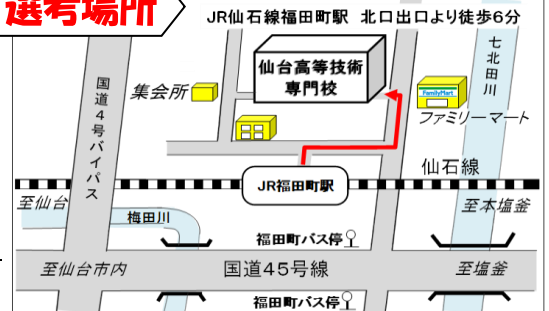 選考場所
JR仙石線福田町駅 北口出口より徒歩6分
仙台高等技術
専門校
集会所
国道4号バイパス
七北田川
FamilyMart
ファミリーマート
仙石線
JR福田町駅
至仙台
至本塩釜
梅田川
福田町バス停
至仙台市内
国道45号線
至塩釜
福田町バス停